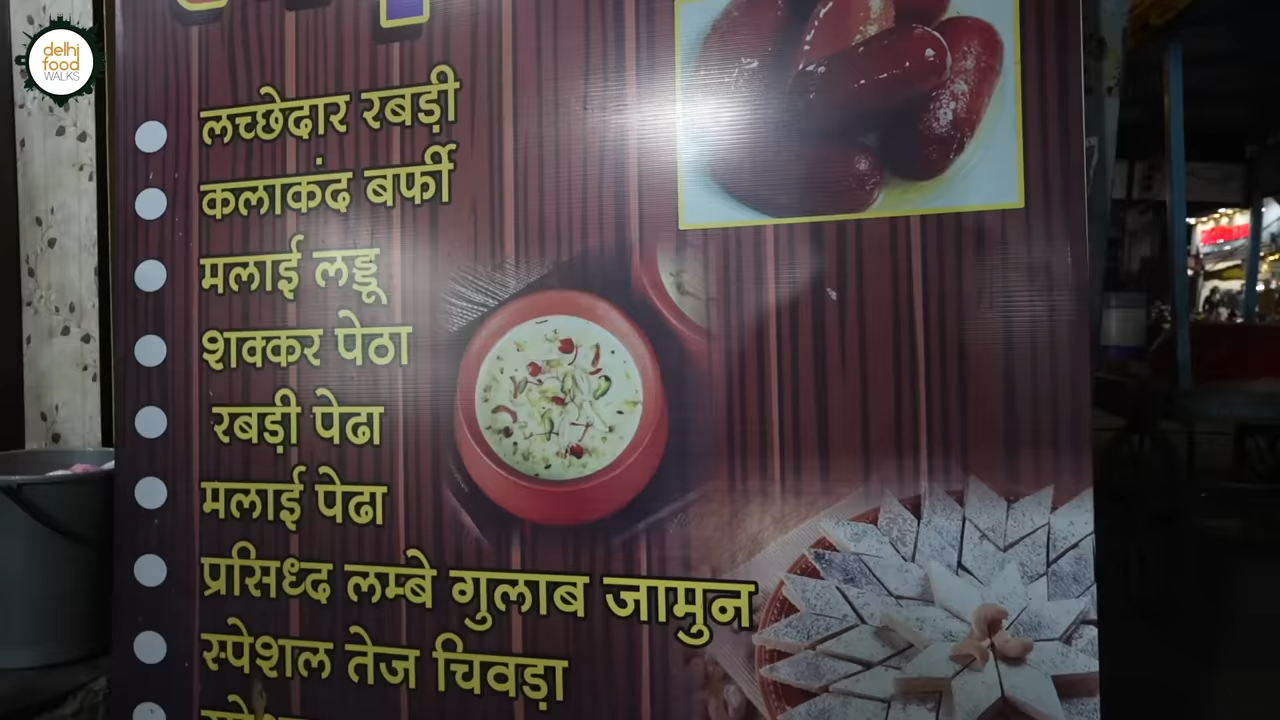 delhi
food
WALKS
लच्छेदार रबड़ी
कलाकंद बर्फी
मलाई लड्डू
शक्कर पेठा
रबड़ी पेढा
मलाई पेढा
प्रसिध्द लम्बे गुलाब जामुन
स्पेशल तेज चिवड़ा